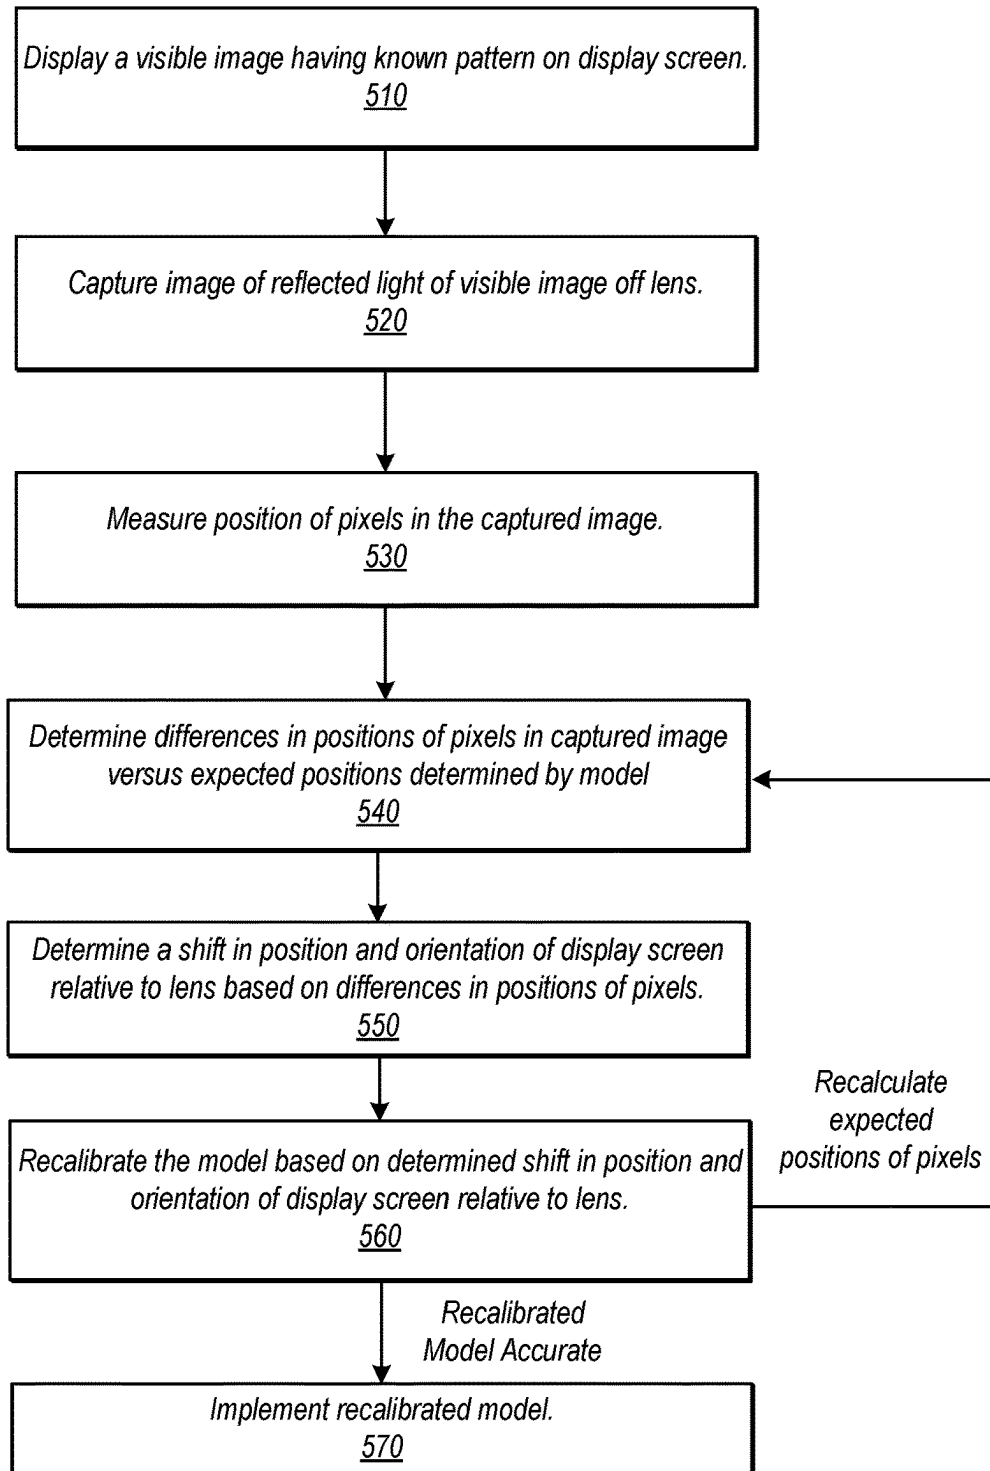 Display a visible image having known pattern on display screen.
510
Capture image of reflected light of visible image off lens.
520
Measure position of pixels in the captured image.
530
Determine differences in positions of pixels in captured image
versus expected positions determined by model
540
Determine a shift in position and orientation of display screen
relative to lens based on differences in positions of pixels.
550
Recalibrate the model based on determined shift in position and
orientation of display screen relative to lens.
560
Recalculate
expected
positions of pixels
Recalibrated
Model Accurate
Implement recalibrated model.
570